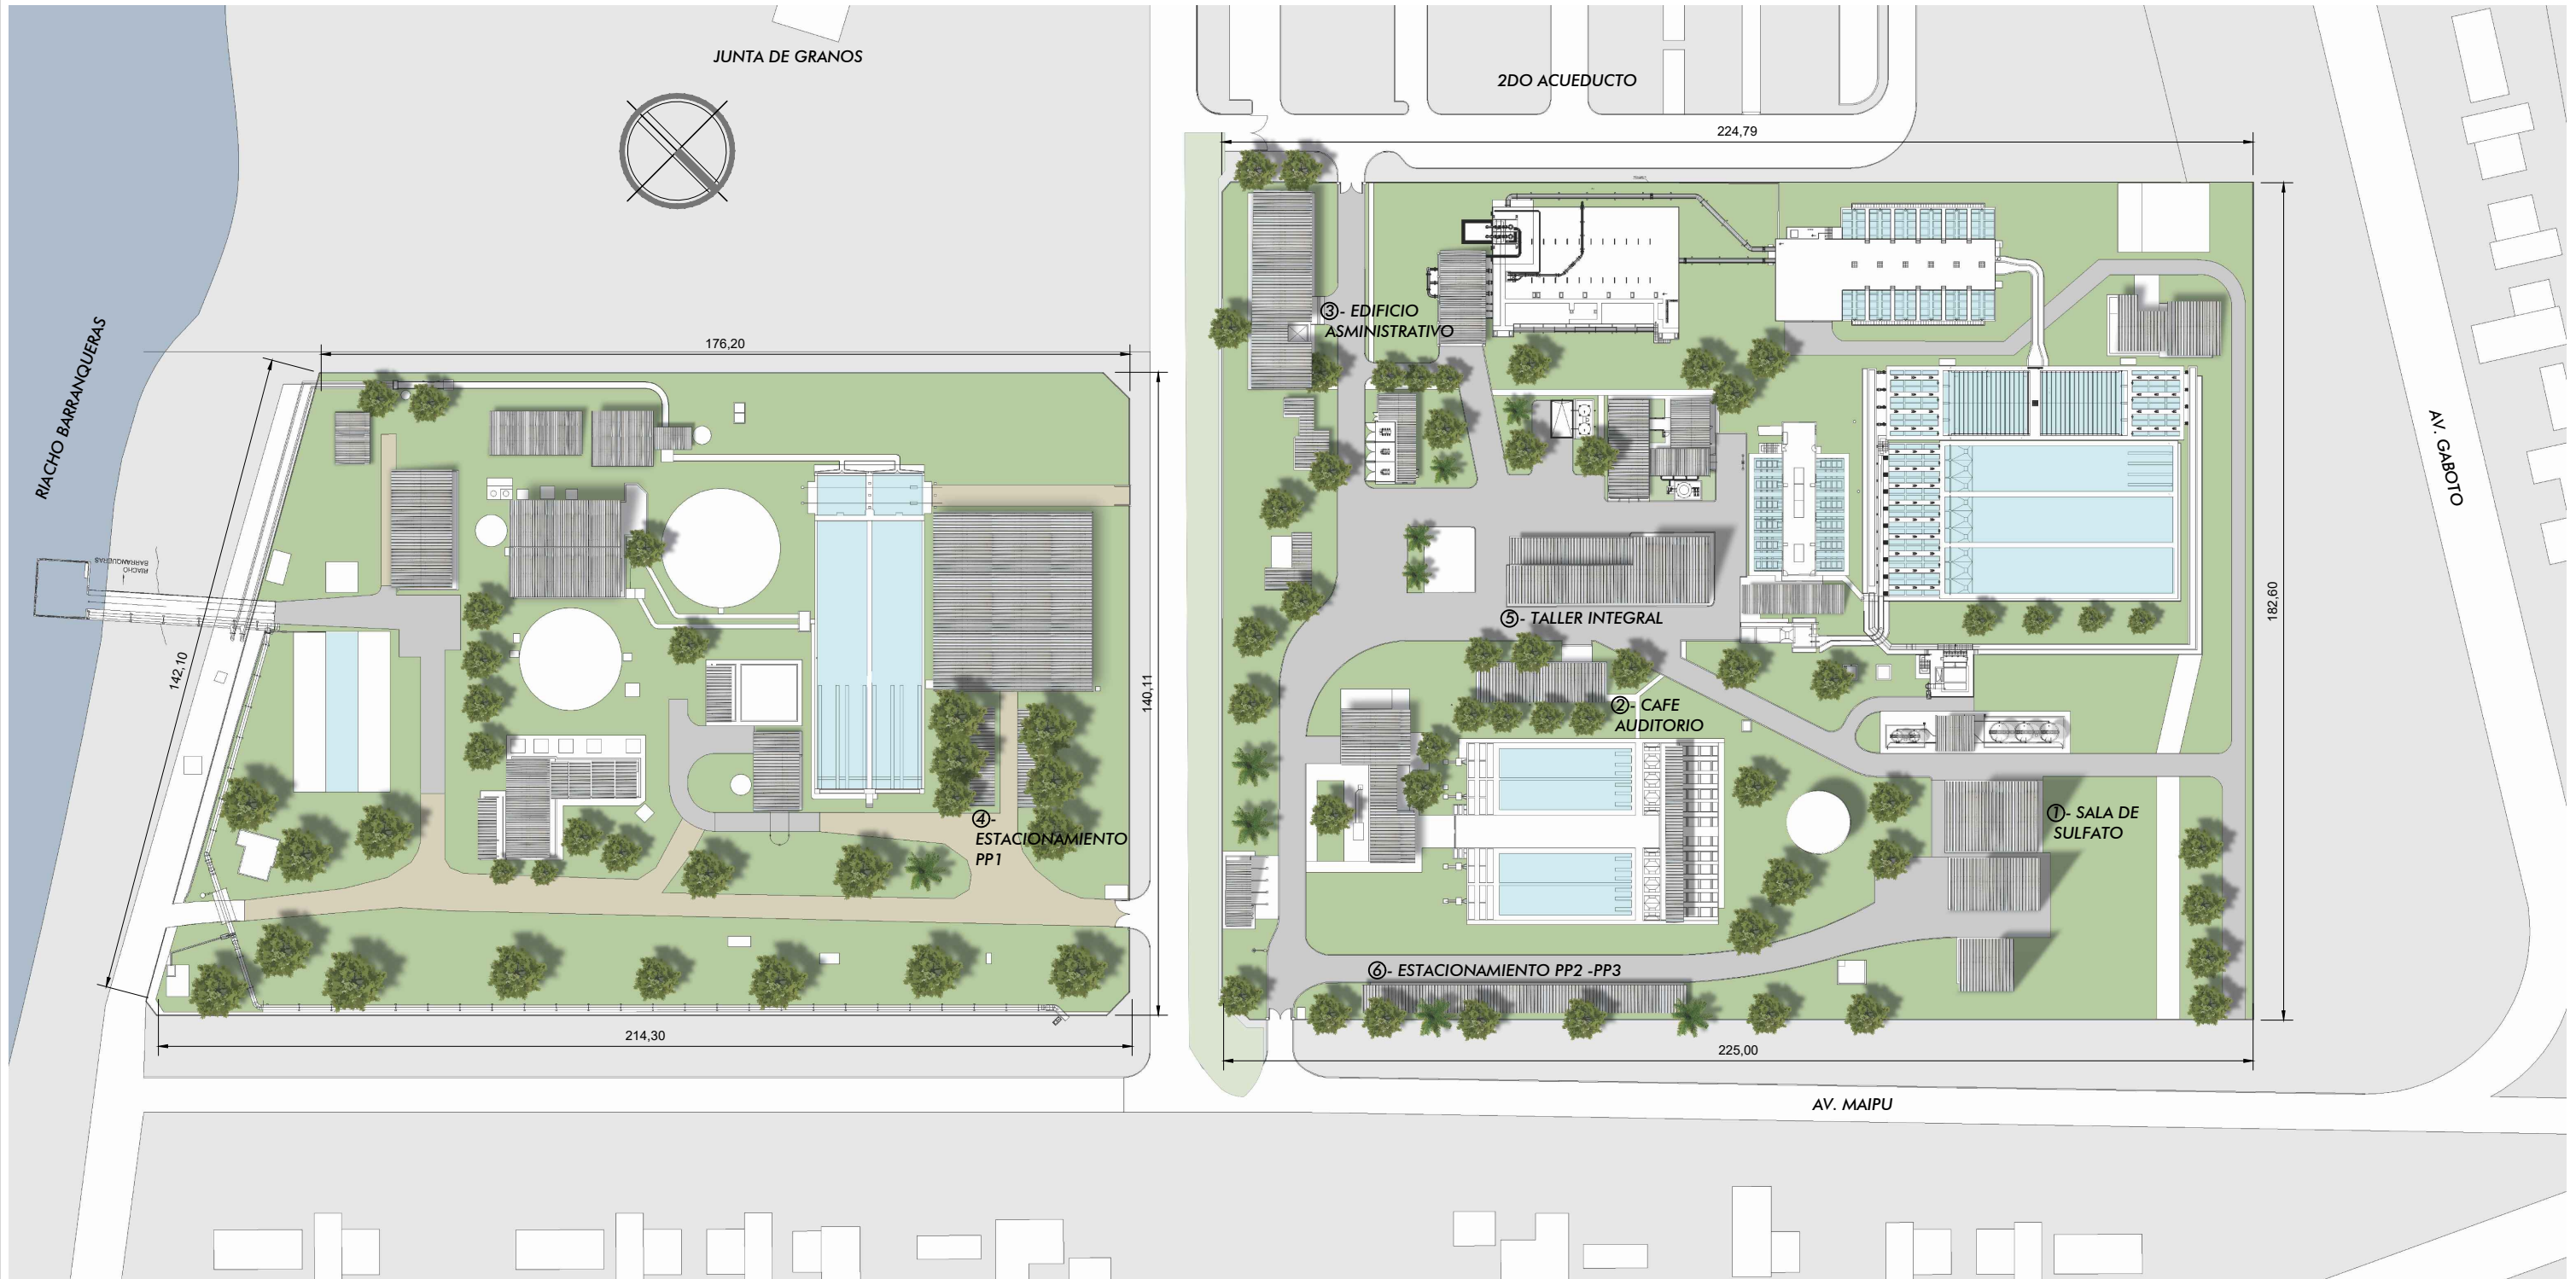 JUNTA DE GRANOS
2DO ACUEDUCTO
224,79
RIACHO BARRANQUERAS
176,20
③- EDIFICIO
ASMINISTRATIVO
AV. GABOTO
RIACHO
BARRANQUERAS
142,10
140,11
182,60
⑤- TALLER INTEGRAL
②- CAFE
AUDITORIO
④-
ESTACIONAMIENTO
PP1
①- SALA DE
SULFATO
⑥- ESTACIONAMIENTO PP2 -PP3
214,30
225,00
AV. MAIPU